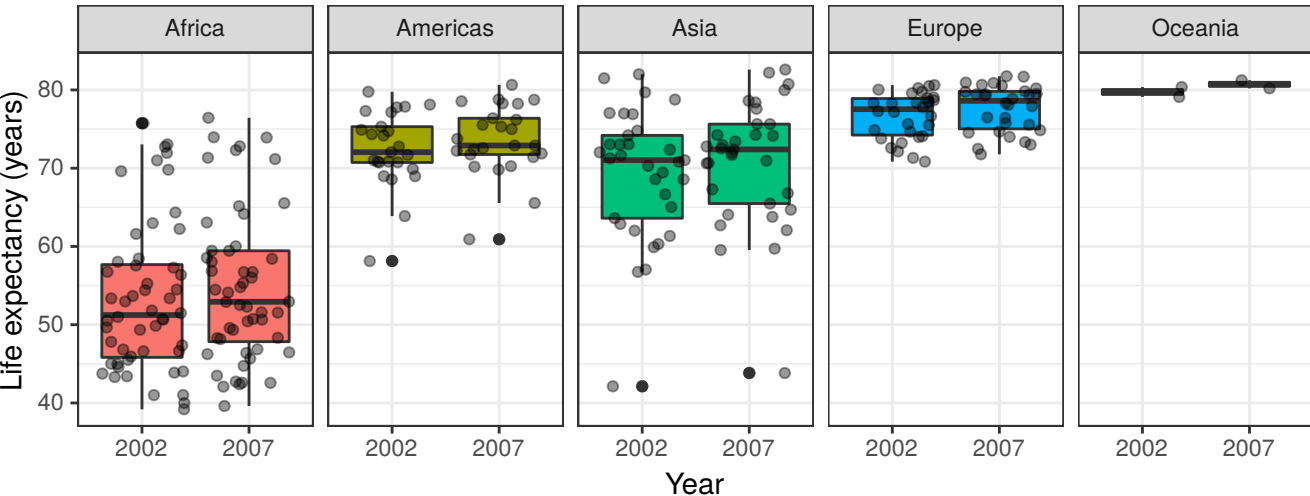 Africa Americas Asia Europe Oceania
Life expectancy (years)
80
70
60
50
40
2002 2007 2002 2007 2002 2007 2002 2007 2002 2007
Year